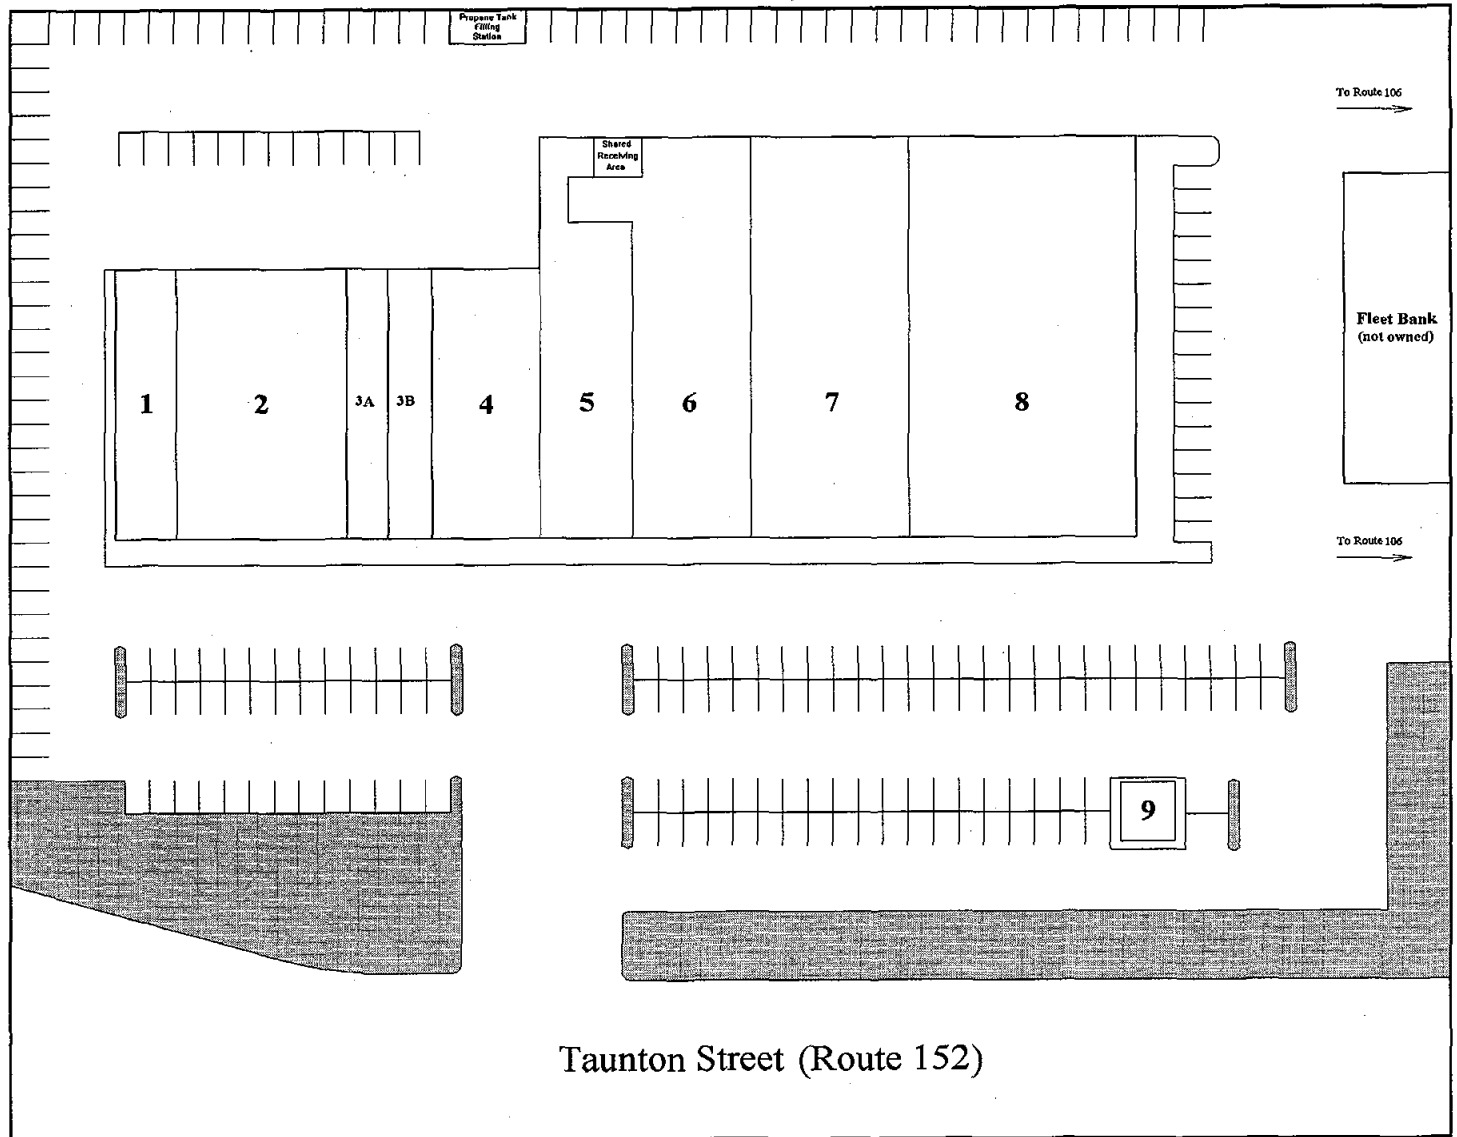 Propane Tank
Filling
Station
To Route 106
Shared
Receiving
Area
Fleet Bank
(not owned)
1
2
3A
3B
4
5
6
7
8
To Route 106
9
Taunton Street (Route 152)